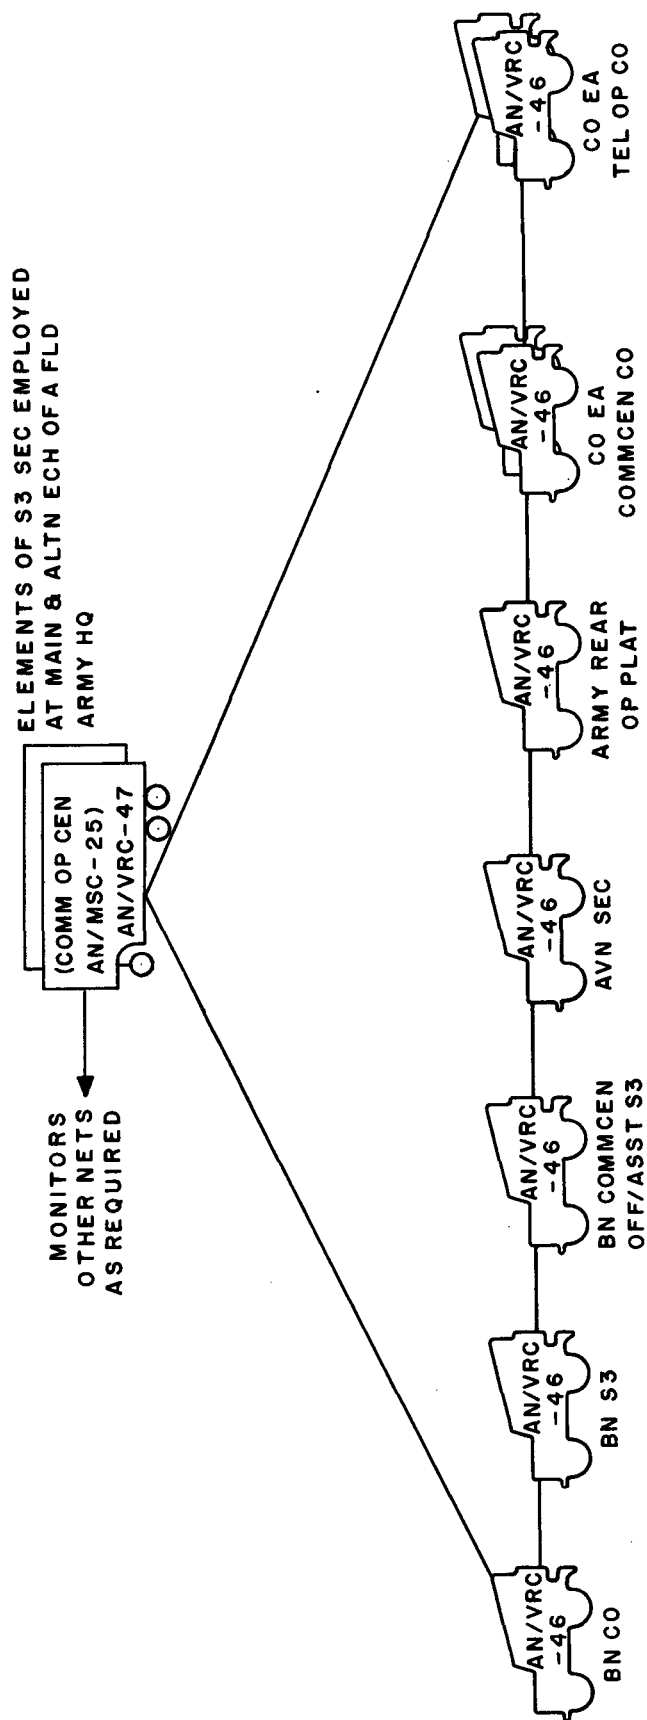 ELEMENTS OF S3 SEC EMPLOYED
AT MAIN & ALTN ECH OF A FLD
ARMY HQ
(COMM OP CEN
AN/MSC-25)
AN/VRC-47
MONITORS
OTHER NETS
AS REQUIRED
AN/VRC
-46
BN CO
AN/VRC
-46
BN S3
AN/VRC
-46
BN COMMCEN
OFF/ASST S3
AN/VRC
-46
AVN SEC
AN/VRC
-46
ARMY REAR
OP PLAT
AN/VRC
-46
CO EA
COMMCEN CO
AN/VRC
-46
CO EA
TEL OP CO